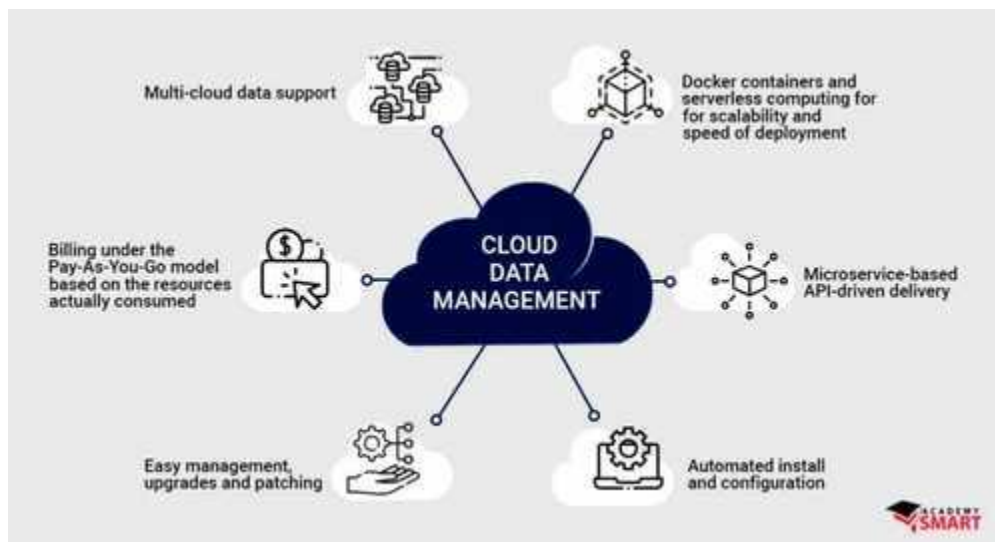 Multi-cloud data support
Docker containers and
serverless computing for
for scalability and
speed of deployment
CLOUD
DATA
MANAGEMENT
Billing under the
Pay-As-You-Go model
based on the resources
actually consumed
$
Microservice-based
API-driven delivery
Easy management,
upgrades and patching
Automated install
and configuration
ACADEMY
SMART